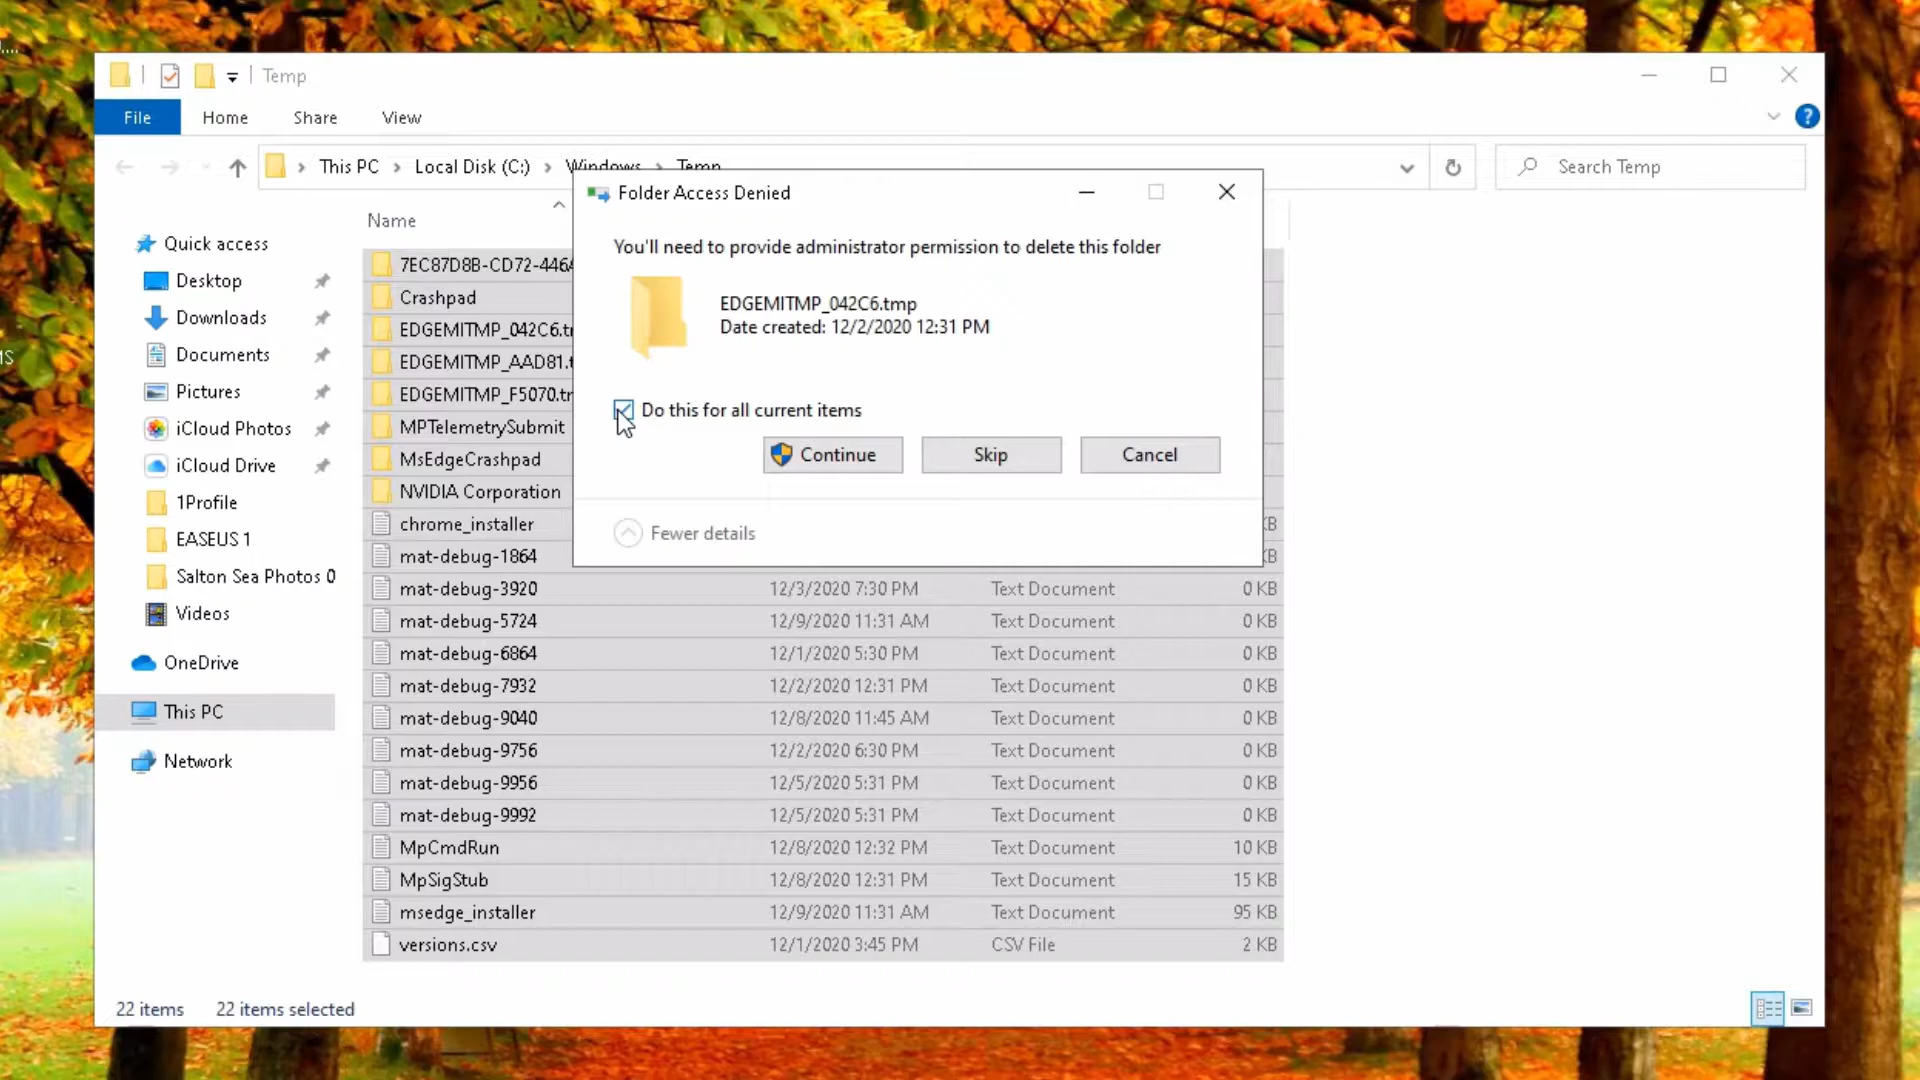 Temp
File Home Share View
This PC Local Disk (C:) Windows Temp
Search Temp
Folder Access Denied
You'll need to provide administrator permission to delete this folder
EDGEMITMP_042C6.tmp
Date created: 12/2/2020 12:31 PM
Do this for all current items
Continue Skip Cancel
Fewer details
Quick access
Desktop
Downloads
Documents
Pictures
iCloud Photos
iCloud Drive
1Profile
EASEUS 1
Salton Sea Photos 0
Videos
OneDrive
This PC
Network
Name
7EC87D8B-CD72-446
Crashpad
EDGEMITMP_042C6.t
EDGEMITMP_AAD81.
EDGEMITMP_F5070.t
MPTelemetrySubmit
MsEdgeCrashpad
NVIDIA Corporation
chrome_installer KB
mat-debug-1864 KB
mat-debug-3920 12/3/2020 7:30 PM Text Document 0 KB
mat-debug-5724 12/9/2020 11:31 AM Text Document 0 KB
mat-debug-6864 12/1/2020 5:30 PM Text Document 0 KB
mat-debug-7932 12/2/2020 12:31 PM Text Document 0 KB
mat-debug-9040 12/8/2020 11:45 AM Text Document 0 KB
mat-debug-9756 12/2/2020 6:30 PM Text Document 0 KB
mat-debug-9956 12/5/2020 5:31 PM Text Document 0 KB
mat-debug-9992 12/5/2020 5:31 PM Text Document 0 KB
MpCmdRun 12/8/2020 12:32 PM Text Document 10 KB
MpSigStub 12/8/2020 12:31 PM Text Document 15 KB
msedge_installer 12/9/2020 11:31 AM Text Document 95 KB
versions.csv 12/1/2020 3:45 PM CSV File 2 KB
22 items 22 items selected